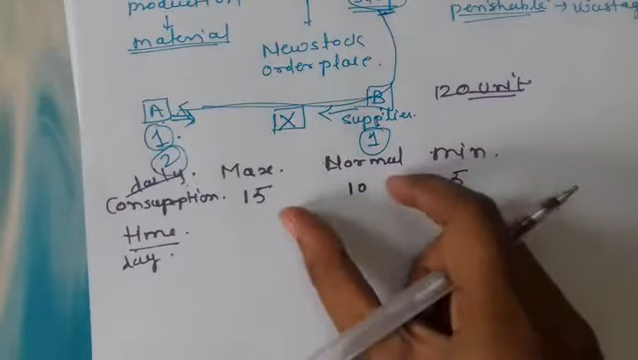 production
material
Newstock
order place.
perishable → wastag
A
X
B
120 unit
supplier.
1
1
2
daily. Max. Normal min.
Consupption. 15 10 5
time.
day.